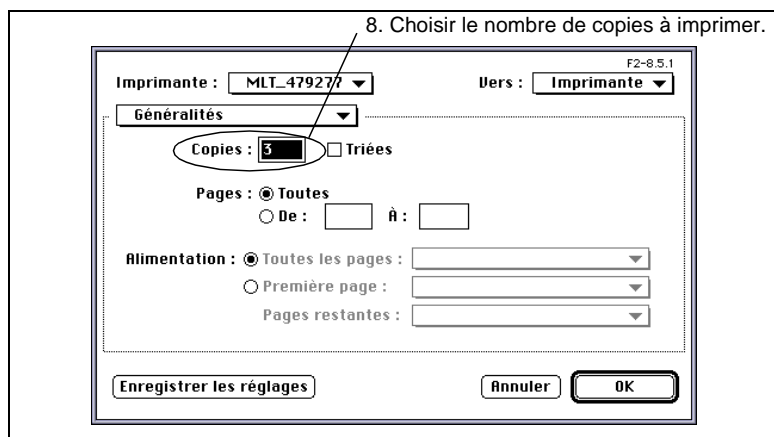 8. Choisir le nombre de copies à imprimer.
F2-8.5.1
Imprimante : MLT_479277 Vers : Imprimante
Généralités
Copies : 3 Triées
Pages : Toutes
De : À :
Alimentation : Toutes les pages :
Première page :
Pages restantes :
Enregistrer les réglages Annuler OK